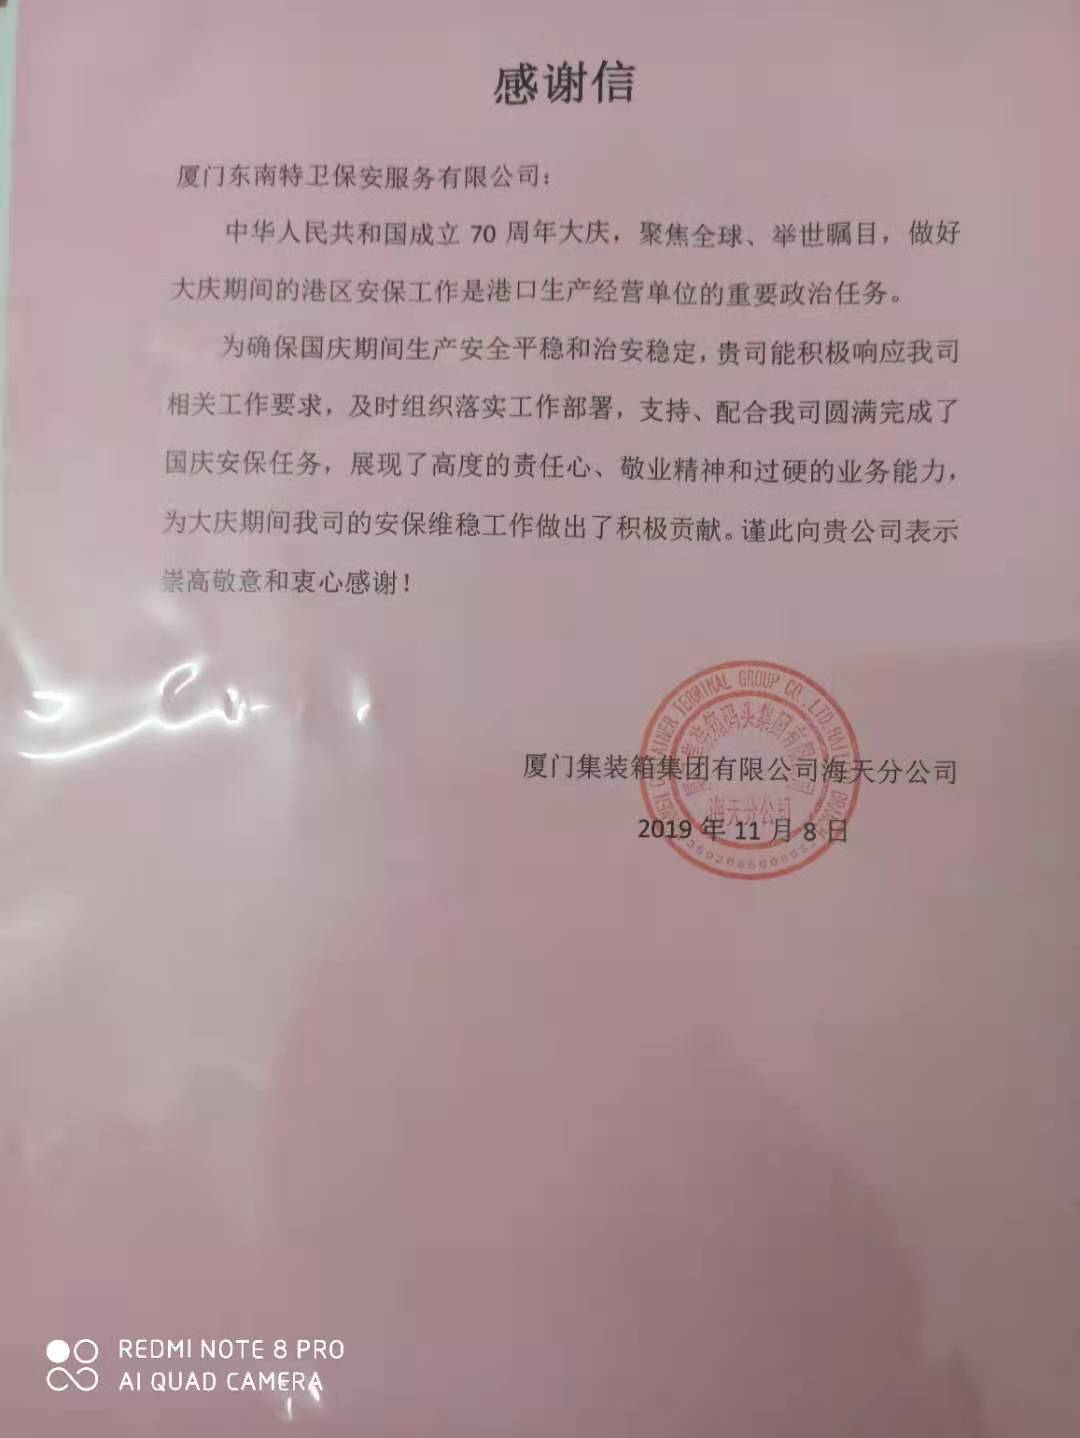 感谢信
厦门东南特卫保安服务有限公司：
中华人民共和国成立 70 周年大庆，聚焦全球、举世瞩目，做好
大庆期间的港区安保工作是港口生产经营单位的重要政治任务。
为确保国庆期间生产安全平稳和治安稳定，贵司能积极响应我司
相关工作要求，及时组织落实工作部署，支持、配合我司圆满完成了
国庆安保任务，展现了高度的责任心、敬业精神和过硬的业务能力，
为大庆期间我司的安保维稳工作做出了积极贡献。谨此向贵公司表示
崇高敬意和衷心感谢！
TERMINAL GROUP CO.,LTD. BRANCH
装箱码头集团有限
厦门集装箱集团有限公司海天分公司
海天分公司
2019 年 11 月 8 日
REDMI NOTE 8 PRO
AI QUAD CAMERA